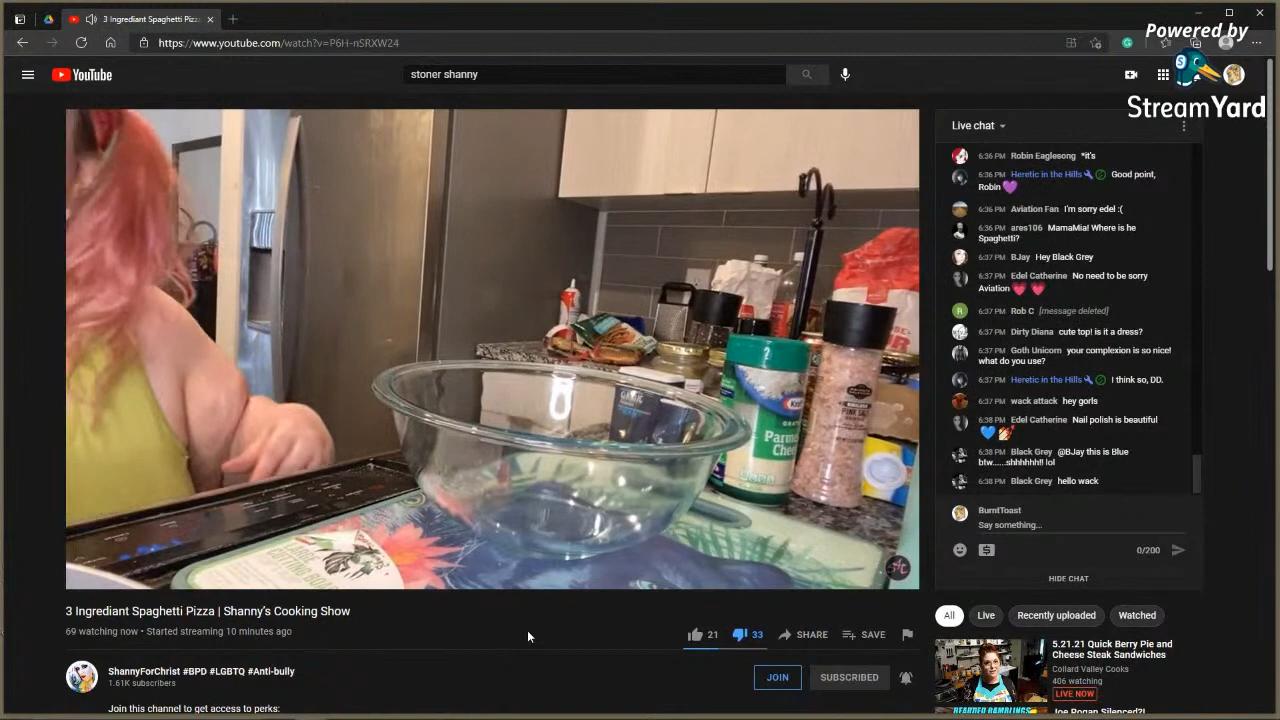 Powered by
StreamYard
3 Ingrediant Spaghetti Pizza
https://www.youtube.com/watch?v=P6H-nSRXW24
YouTube
stoner shanny
Live chat
6:36 PM Robin Eaglesong *it's
6:36 PM Heretic in the Hills Good point,
Robin
6:36 PM Aviation Fan I'm sorry edel :(
6:36 PM ares106 MamaMia! Where is he
Spaghetti?
6:37 PM BJay Hey Black Grey
6:37 PM Edel Catherine No need to be sorry
Aviation
6:37 PM Rob C [message deleted]
6:37 PM Dirty Diana cute top! is it a dress?
6:37 PM Goth Unicorn your complexion is so nice!
what do you use?
6:37 PM Heretic in the Hills I think so, DD.
6:37 PM wack attack hey gorls
6:38 PM Edel Catherine Nail polish is beautiful
6:38 PM Black Grey @BJay this is Blue
btw......shhhhhh!! lol
6:38 PM Black Grey hello wack
BurntToast
Say something...
0/200
HIDE CHAT
Kraft
PINK SALT
3 Ingrediant Spaghetti Pizza | Shanny's Cooking Show
69 watching now • Started streaming 10 minutes ago
21
33
SHARE
SAVE
ShannyForChrist #BPD #LGBTQ #Anti-bully
1.61K subscribers
JOIN
SUBSCRIBED
Join this channel to get access to perks:
All
Live
Recently uploaded
Watched
5.21.21 Quick Berry Pie and
Cheese Steak Sandwiches
Collard Valley Cooks
406 watching
LIVE NOW
BEARDED RAMBLINGS
Joe Rogan Silenced?!